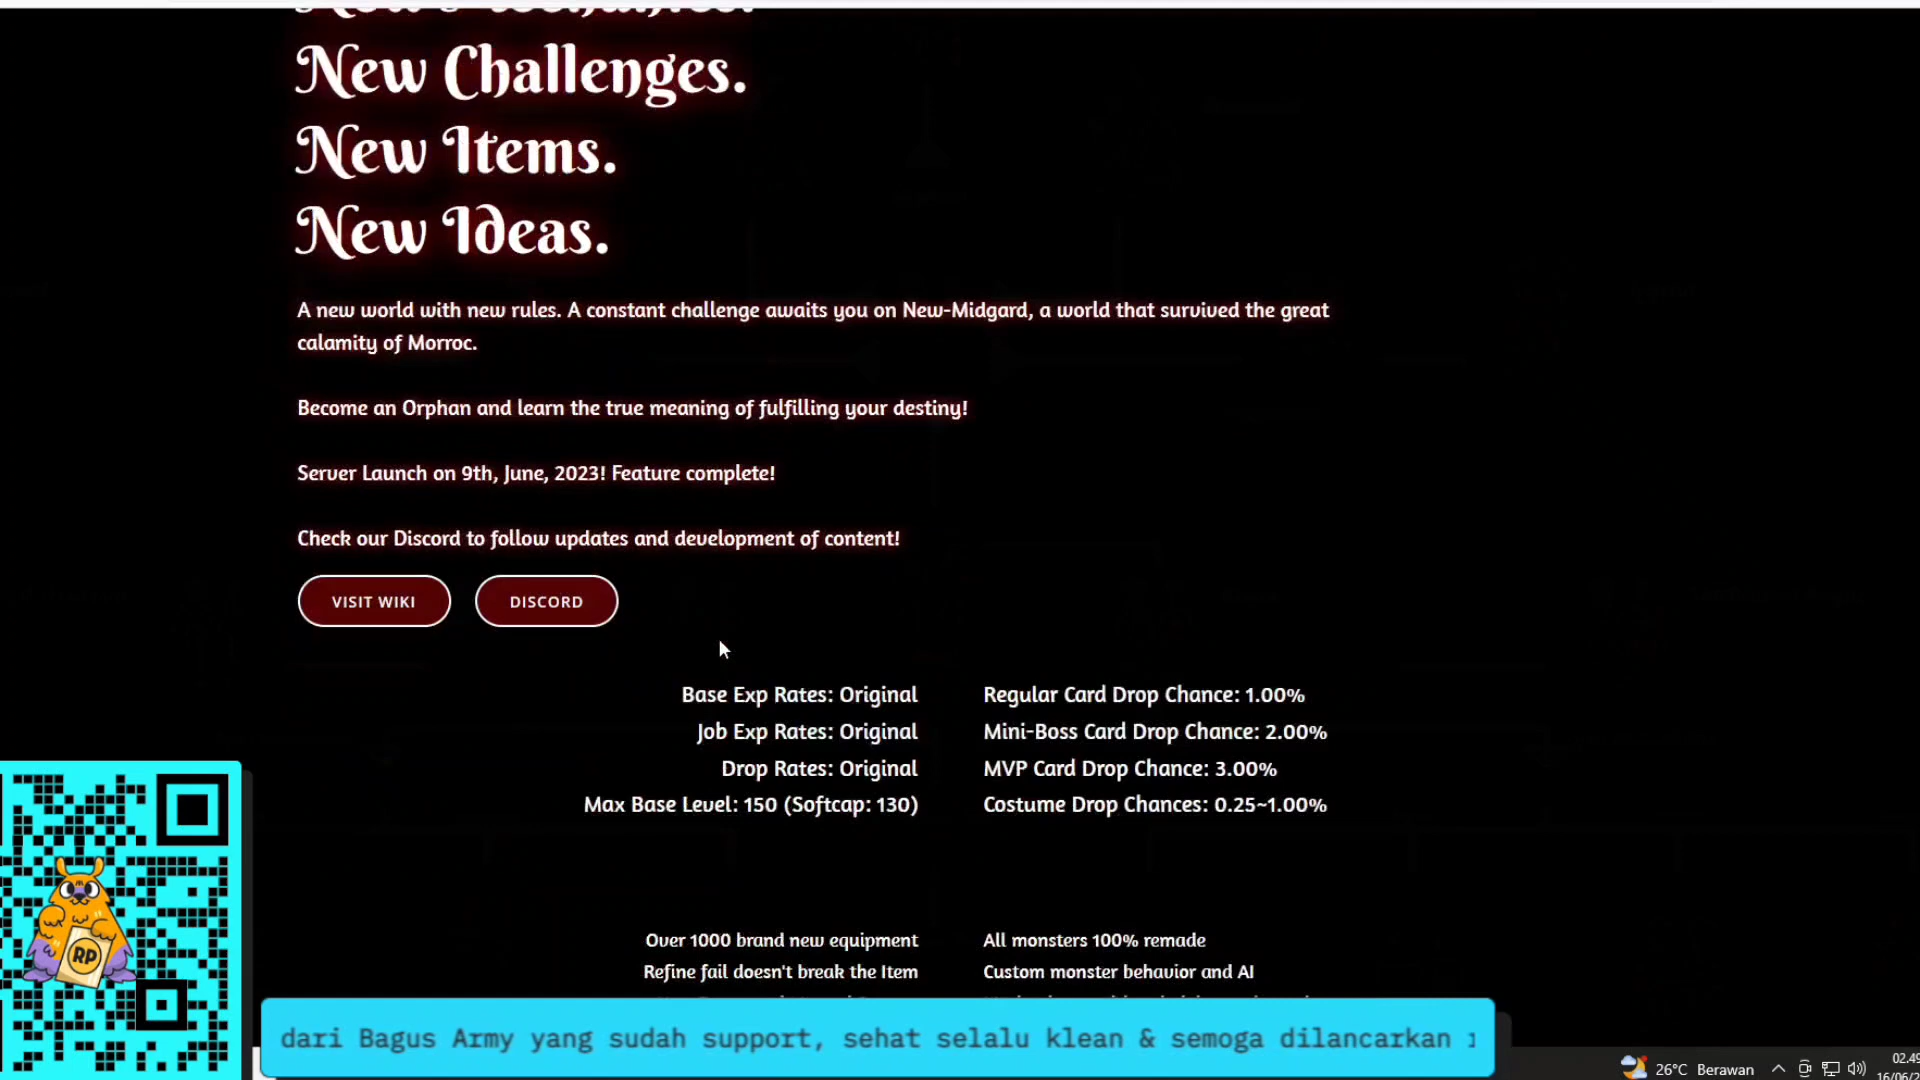 New Challenges.
New Items.
New Ideas.
A new world with new rules. A constant challenge awaits you on New-Midgard, a world that survived the great
calamity of Morroc.
Become an Orphan and learn the true meaning of fulfilling your destiny!
Server Launch on 9th, June, 2023! Feature complete!
Check our Discord to follow updates and development of content!
VISIT WIKI DISCORD
Base Exp Rates: Original
Job Exp Rates: Original
Drop Rates: Original
Max Base Level: 150 (Softcap: 130)
Regular Card Drop Chance: 1.00%
Mini-Boss Card Drop Chance: 2.00%
MVP Card Drop Chance: 3.00%
Costume Drop Chances: 0.25~1.00%
Over 1000 brand new equipment
Refine fail doesn't break the Item
All monsters 100% remade
Custom monster behavior and AI
RP
dari Bagus Army yang sudah support, sehat selalu klean & semoga dilancarkan
26°C Berawan
02.49
16/06/2